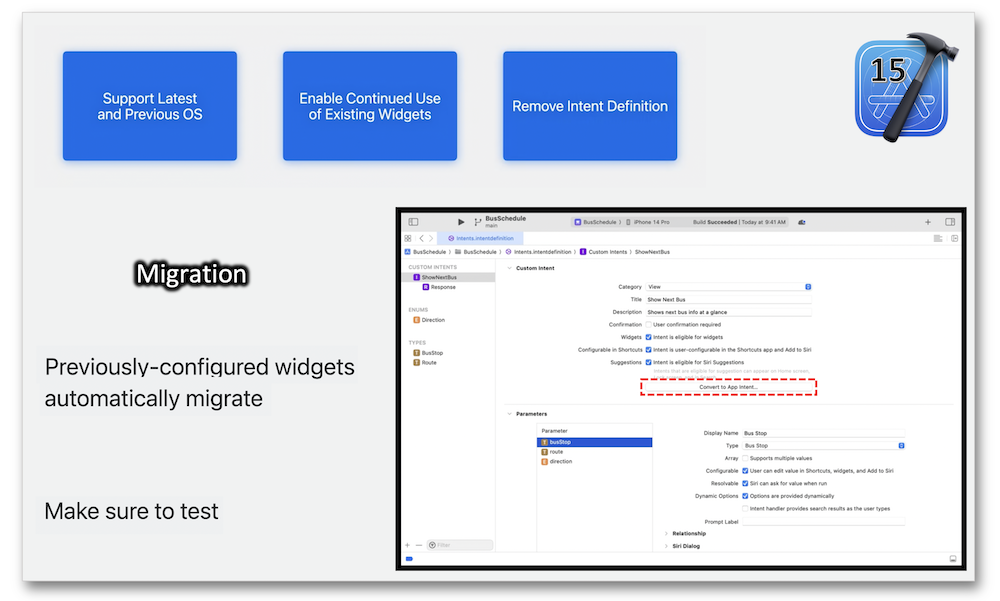 Support Latest
and Previous OS
Enable Continued Use
of Existing Widgets
Remove Intent Definition
15
Migration
Previously-configured widgets
automatically migrate
Make sure to test
BusSchedule
main
BusSchedule
iPhone 14 Pro
Build Succeeded | Today at 9:41 AM
Intents.intentdefinition
BusSchedule
BusSchedule
Intents.intentdefinition
Custom Intents
ShowNextBus
CUSTOM INTENTS
ShowNextBus
Response
ENUMS
Direction
TYPES
BusStop
Route
Filter
Custom Intent
Category View
Title Show Next Bus
Description Shows next bus info at a glance
Confirmation User confirmation required
Widgets Intent is eligible for widgets
Configurable in Shortcuts Intent is user-configurable in the Shortcuts app and Add to Siri
Suggestions Intent is eligible for Siri Suggestions
Intents that are eligible for suggestion can appear on Home screen,
Convert to App Intent...
Parameters
Parameter
busStop
route
direction
Display Name Bus Stop
Type Bus Stop
Array Supports multiple values
Configurable User can edit value in Shortcuts, widgets, and Add to Siri
Resolvable Siri can ask for value when run
Dynamic Options Options are provided dynamically
Intent handler provides search results as the user types
Prompt Label
Relationship
Siri Dialog